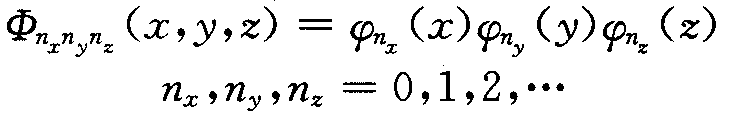 Φ_{n_x n_y n_z}(x,y,z) = φ_{n_x}(x)φ_{n_y}(y)φ_{n_z}(z)
n_x,n_y,n_z = 0,1,2,⋯